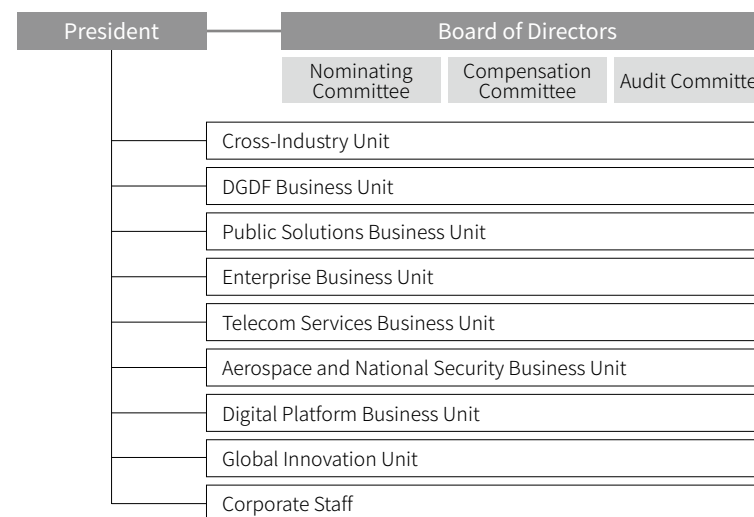 President
Board of Directors
Nominating
Committee
Compensation
Committee
Audit Committe
Cross-Industry Unit
DGDF Business Unit
Public Solutions Business Unit
Enterprise Business Unit
Telecom Services Business Unit
Aerospace and National Security Business Unit
Digital Platform Business Unit
Global Innovation Unit
Corporate Staff